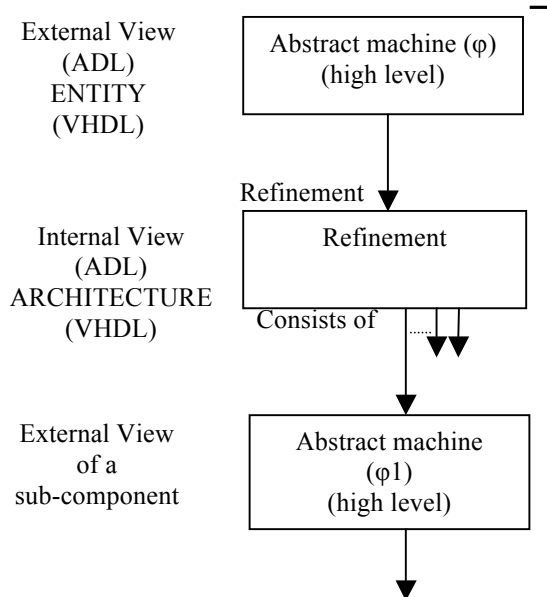 External View
(ADL)
ENTITY
(VHDL)
Abstract machine (φ)
(high level)
Refinement
Internal View
(ADL)
ARCHITECTURE
(VHDL)
Refinement
Consists of
......
External View
of a
sub-component
Abstract machine
(φ1)
(high level)